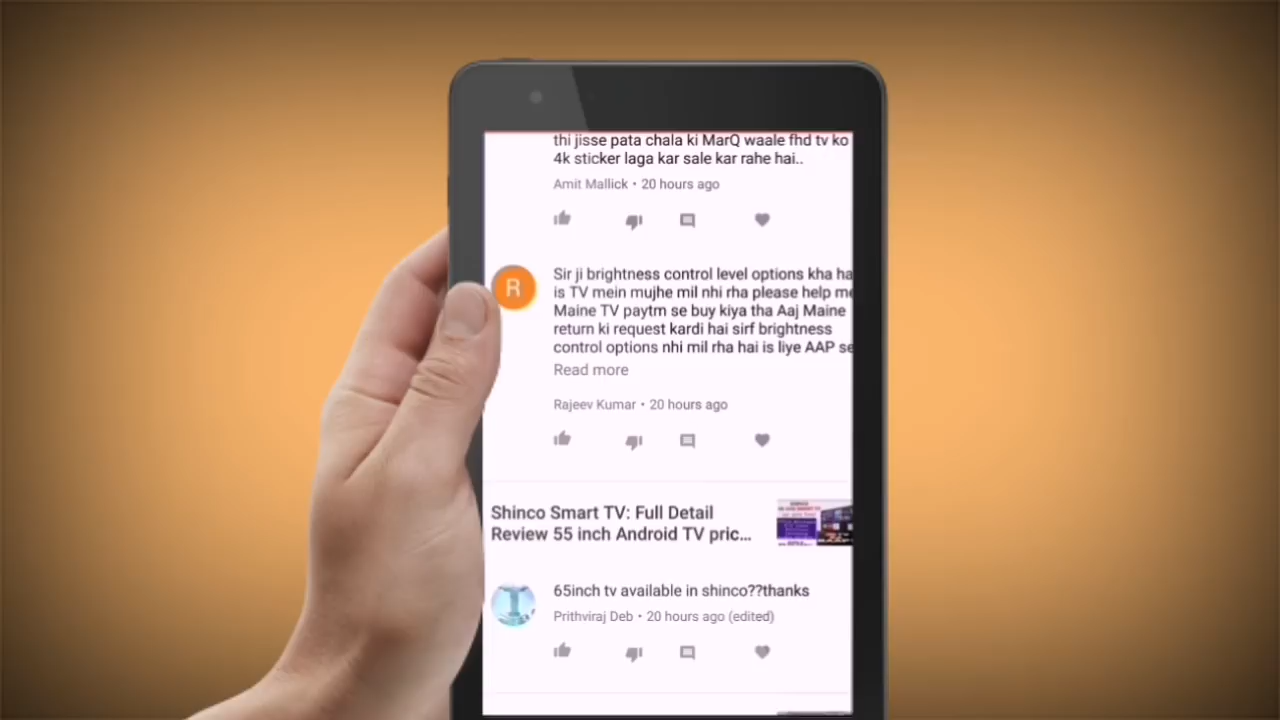 thi jisse pata chala ki MarQ waale fhd tv ko
4k sticker laga kar sale kar rahe hai..
Amit Mallick • 20 hours ago
R
Sir ji brightness control level options kha ha
is TV mein mujhe mil nhi rha please help me
Maine TV paytm se buy kiya tha Aaj Maine
return ki request kardi hai sirf brightness
control options nhi mil rha hai is liye AAP se
Read more
Rajeev Kumar • 20 hours ago
Shinco Smart TV: Full Detail
Review 55 inch Android TV pric...
65inch tv available in shinco??thanks
Prithviraj Deb • 20 hours ago (edited)